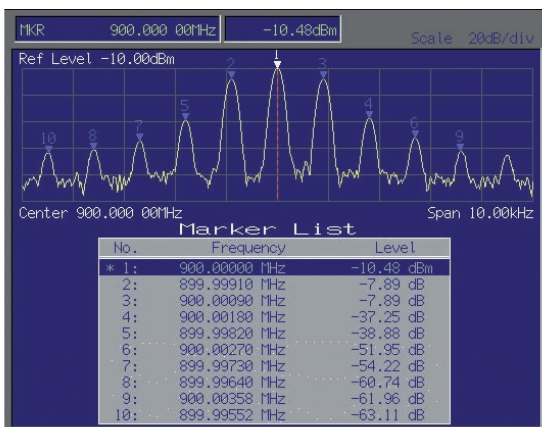 MKR 900.000 00MHz -10.48dBm
Scale 20dB/div
Ref Level -10.00dBm
1
2 3
5 4
7 6
10 8 9
Center 900.000 00MHz Span 10.00kHz
Marker List
No. Frequency Level
* 1: 900.00000 MHz -10.48 dBm
2: 899.99910 MHz -7.89 dB
3: 900.00090 MHz -7.89 dB
4: 900.00180 MHz -37.25 dB
5: 899.99820 MHz -38.88 dB
6: 900.00270 MHz -51.95 dB
7: 899.99730 MHz -54.22 dB
8: 899.99640 MHz -60.74 dB
9: 900.00358 MHz -61.96 dB
10: 899.99552 MHz -63.11 dB